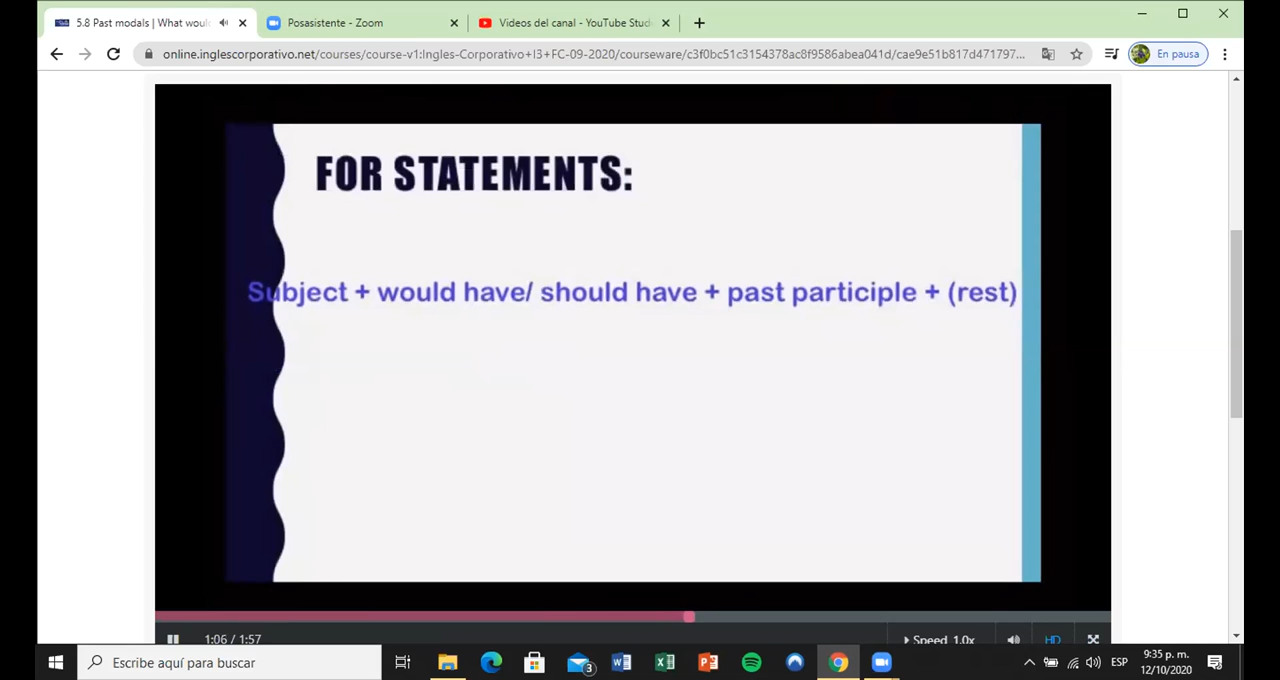 5.8 Past modals | What woul
Posasistente - Zoom
Videos del canal - YouTube Stud
online.inglescorporativo.net/courses/course-v1:Ingles-Corporativo+I3+FC-09-2020/courseware/c3f0bc51c3154378ac8f9586abea041d/cae9e51b817d471797...
En pausa
FOR STATEMENTS:
Subject + would have/ should have + past participle + (rest)
1:06 / 1:57
Speed 1.0x
HD
Escribe aquí para buscar
3
ESP
9:35 p. m.
12/10/2020